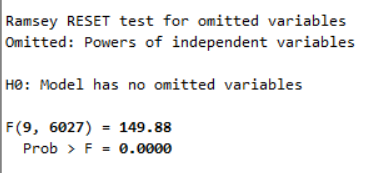 Ramsey RESET test for omitted variables
Omitted: Powers of independent variables
H0: Model has no omitted variables
F(9, 6027) = 149.88
Prob > F = 0.0000